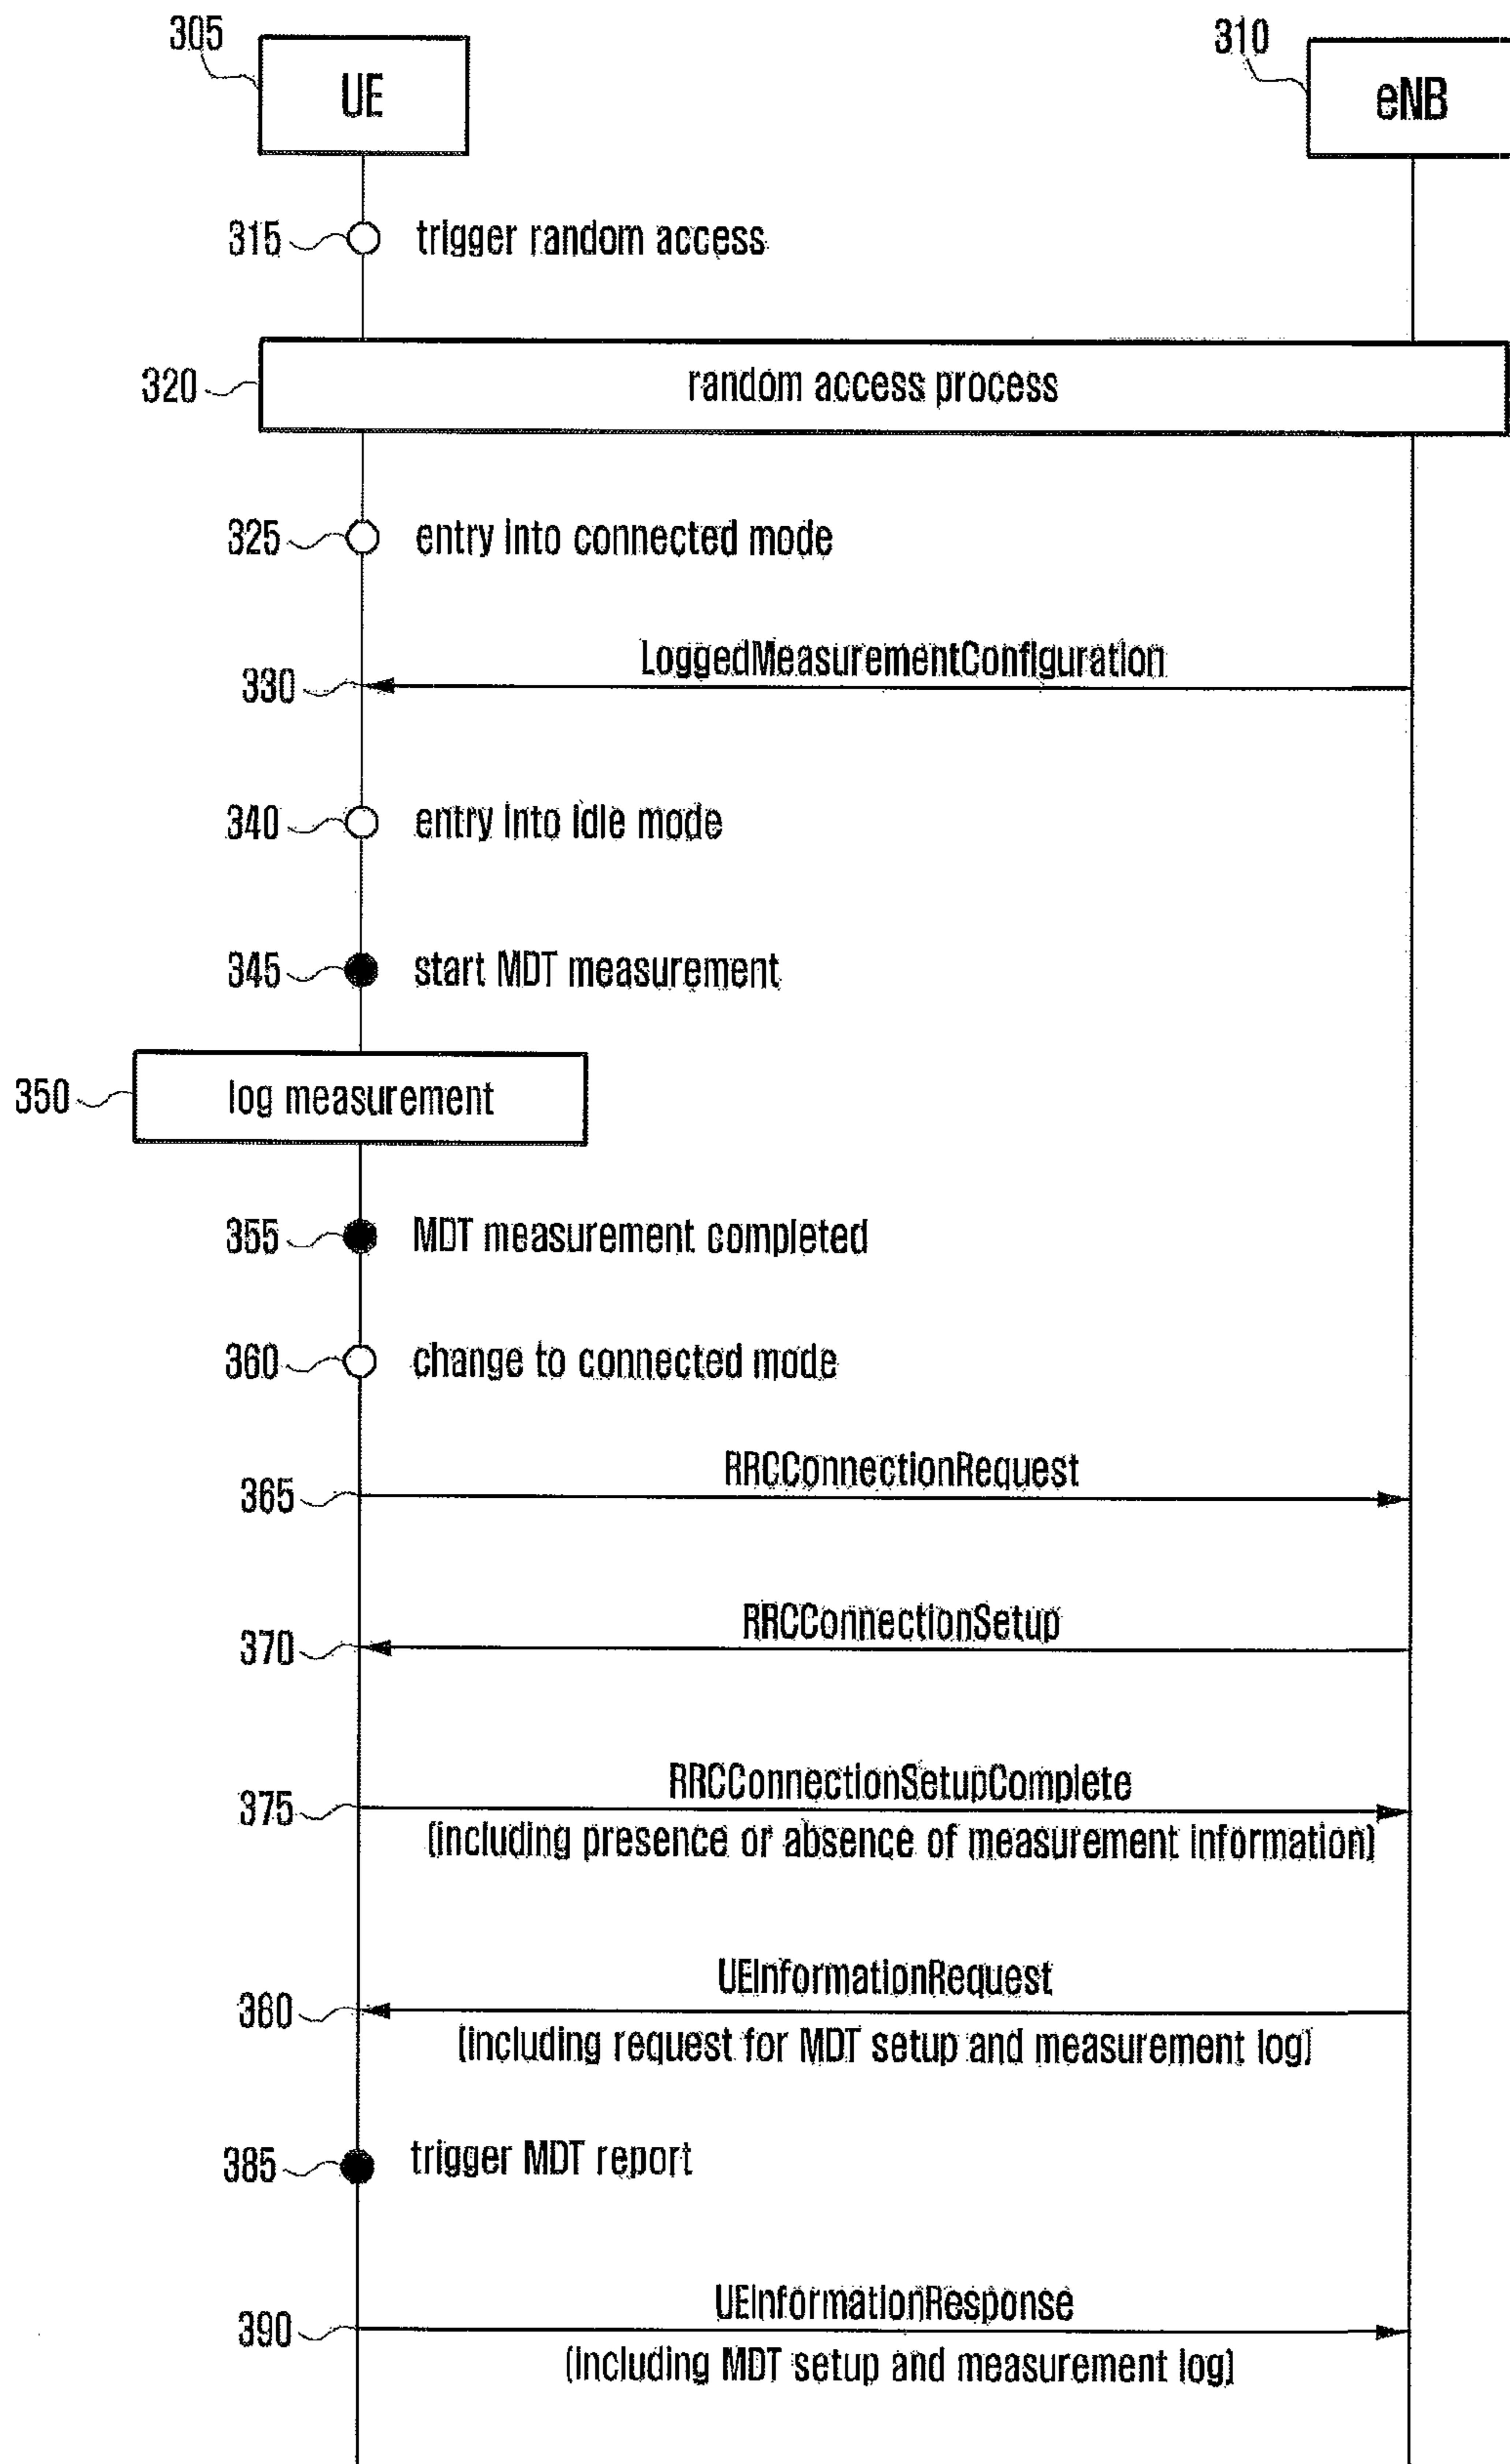 305
UE
310
eNB
315 trigger random access
320 random access process
325 entry into connected mode
LoggedMeasurementConfiguration
330
340 entry into idle mode
345 start MDT measurement
350 log measurement
355 MDT measurement completed
360 change to connected mode
RRCConnectionRequest
365
RRCConnectionSetup
370
RRCConnectionSetupComplete
375
(including presence or absence of measurement information)
UEInformationRequest
380
(including request for MDT setup and measurement log)
385 trigger MDT report
UEInformationResponse
390
(including MDT setup and measurement log)